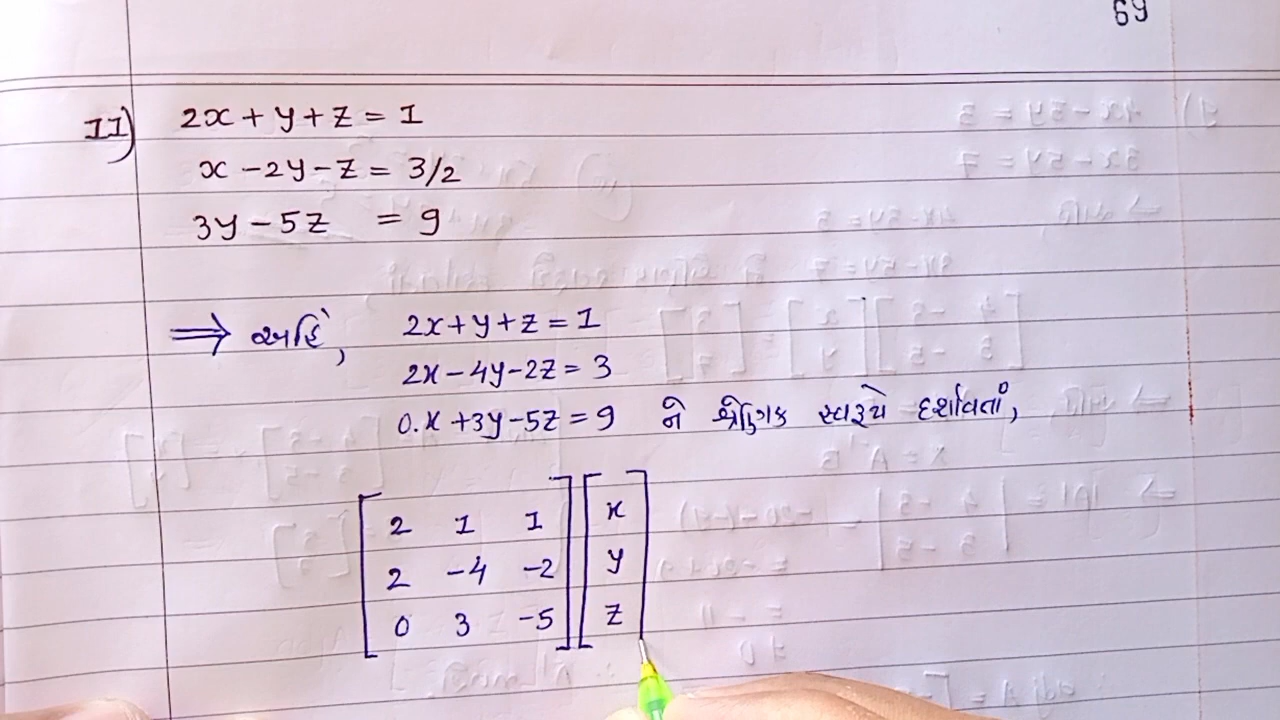 69
11) 2x + y + z = 1
x - 2y - z = 3/2
3y - 5z = 9
⟹ અહિં, 2x + y + z = 1
2x - 4y - 2z = 3
0.x + 3y - 5z = 9 ને શ્રેણિક સ્વરૂપે દર્શાવતાં,
2 1 1 x
2 -4 -2 y
0 3 -5 z